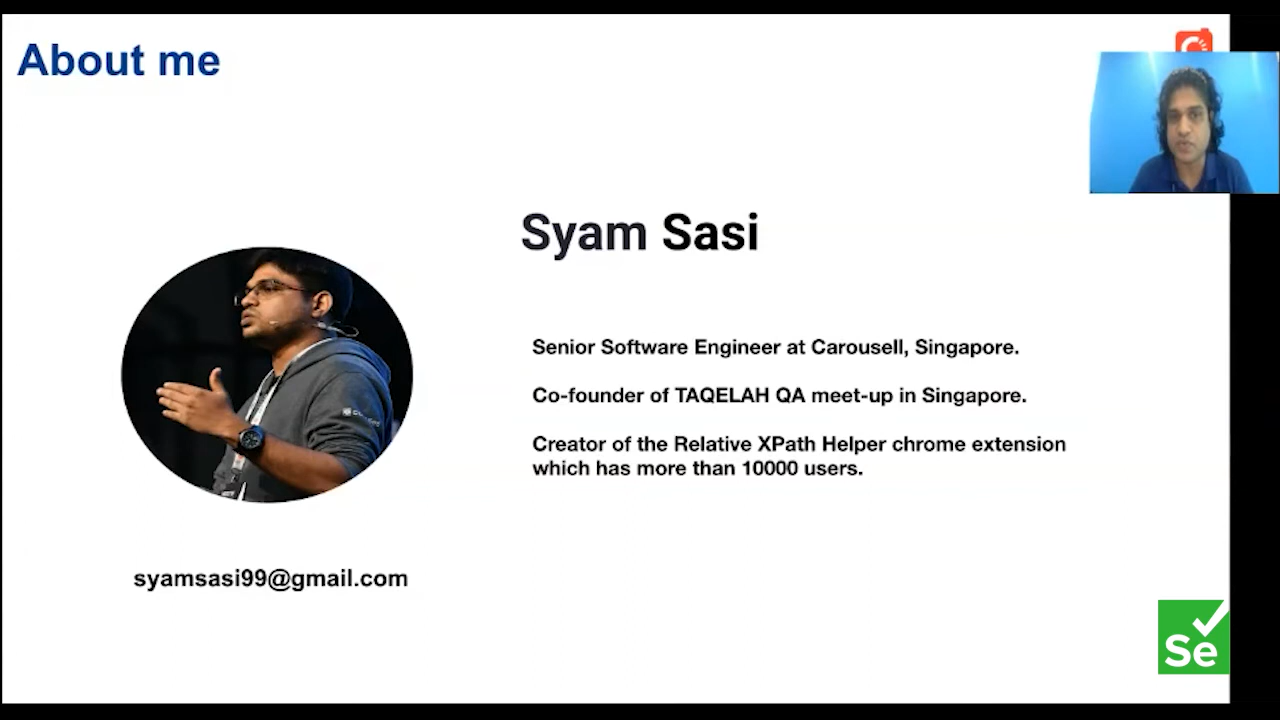 About me
Syam Sasi
Senior Software Engineer at Carousell, Singapore.
Co-founder of TAQELAH QA meet-up in Singapore.
Creator of the Relative XPath Helper chrome extension
which has more than 10000 users.
syamsasi99@gmail.com
Se